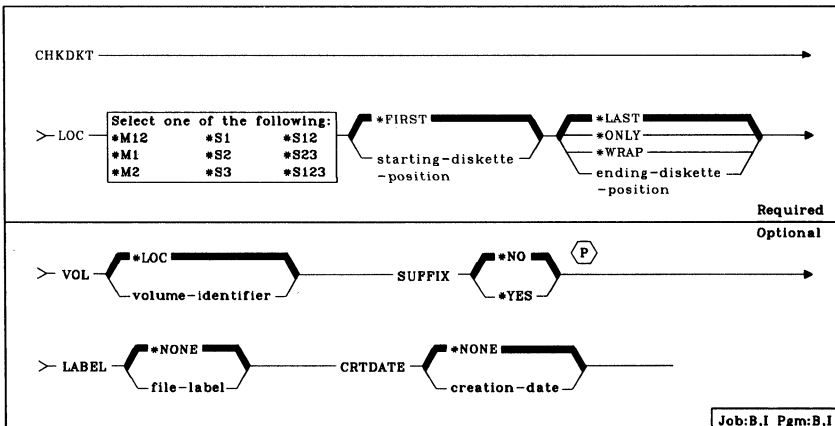 CHKDKT
LOC
Select one of the following:
*M12 *S1 *S12
*M1 *S2 *S23
*M2 *S3 *S123
*FIRST
starting-diskette
-position
*LAST
*ONLY
*WRAP
ending-diskette
-position
Required
Optional
VOL
*LOC
volume-identifier
SUFFIX
*NO
*YES
P
LABEL
*NONE
file-label
CRTDATE
*NONE
creation-date
Job:B,I Pgm:B,I